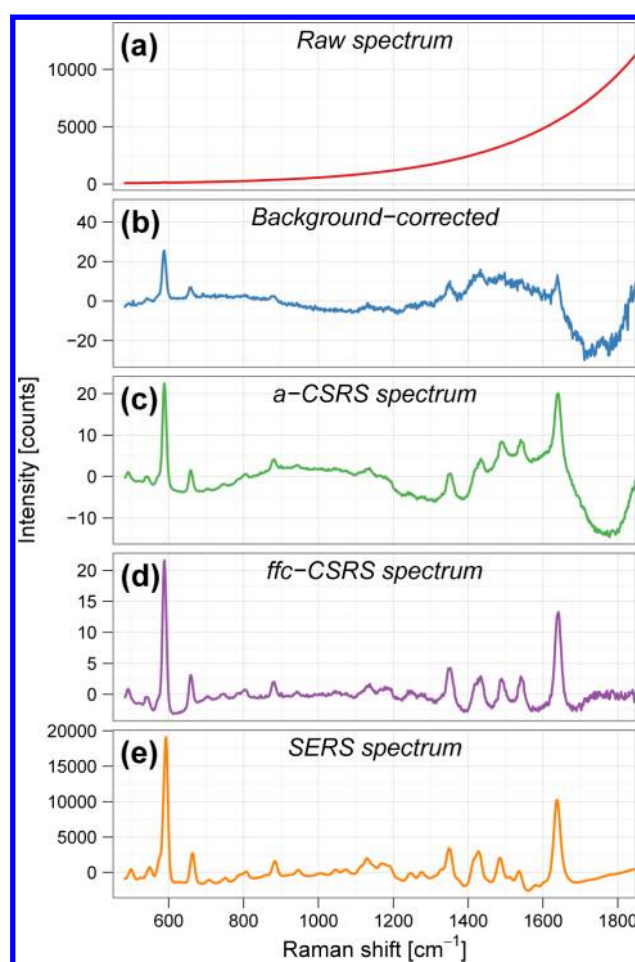 (a) Raw spectrum
10000
5000
0
(b) Background-corrected
40
20
0
−20
(c) a-CSRS spectrum
20
10
0
−10
(d) ffc-CSRS spectrum
20
15
10
5
0
(e) SERS spectrum
20000
15000
10000
5000
0
Intensity [counts]
600 800 1000 1200 1400 1600 1800
Raman shift [cm⁻¹]